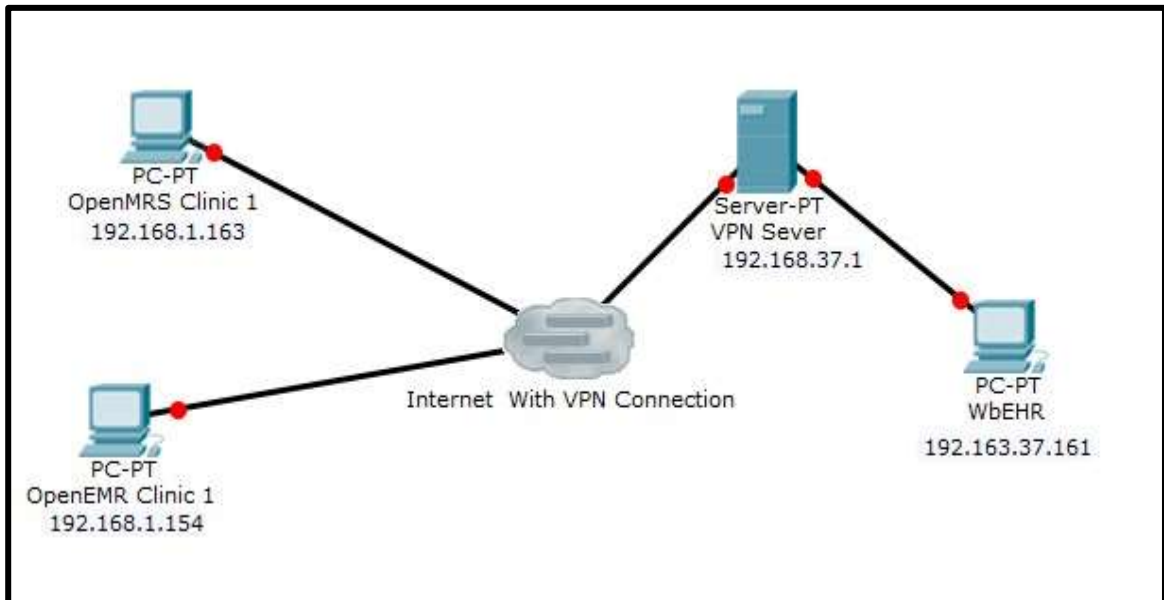 PC-PT
OpenMRS Clinic 1
192.168.1.163
Server-PT
VPN Sever
192.168.37.1
Internet With VPN Connection
PC-PT
WbEHR
192.163.37.161
PC-PT
OpenEMR Clinic 1
192.168.1.154